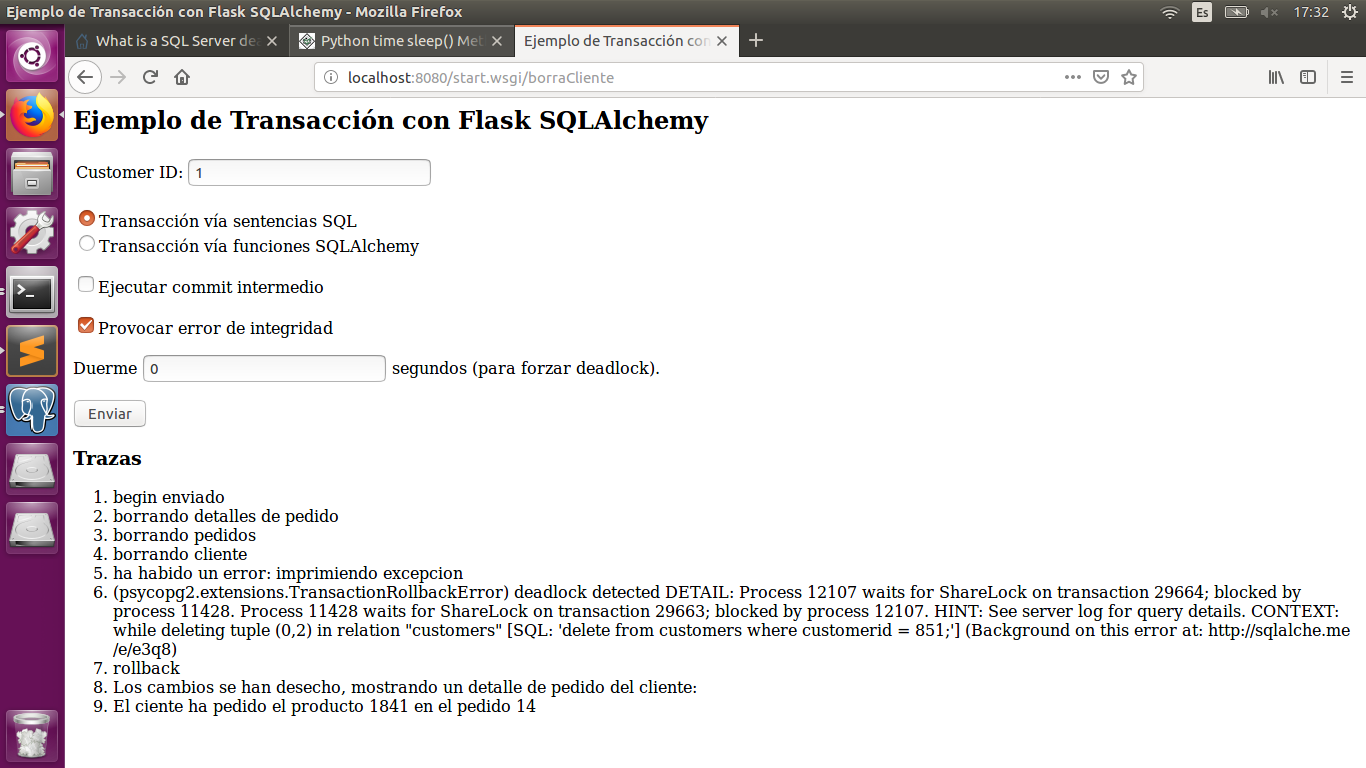 Ejemplo de Transacción con Flask SQLAlchemy - Mozilla Firefox
Es
17:32
What is a SQL Server dea
Python time sleep() Met
Ejemplo de Transacción con
localhost:8080/start.wsgi/borraCliente
Ejemplo de Transacción con Flask SQLAlchemy
Customer ID: 1
Transacción vía sentencias SQL
Transacción vía funciones SQLAlchemy
Ejecutar commit intermedio
Provocar error de integridad
Duerme 0 segundos (para forzar deadlock).
Enviar
Trazas
1. begin enviado
2. borrando detalles de pedido
3. borrando pedidos
4. borrando cliente
5. ha habido un error: imprimiendo excepcion
6. (psycopg2.extensions.TransactionRollbackError) deadlock detected DETAIL: Process 12107 waits for ShareLock on transaction 29664; blocked by
process 11428. Process 11428 waits for ShareLock on transaction 29663; blocked by process 12107. HINT: See server log for query details. CONTEXT:
while deleting tuple (0,2) in relation "customers" [SQL: 'delete from customers where customerid = 851;'] (Background on this error at: http://sqlalche.me
/e/e3q8)
7. rollback
8. Los cambios se han desecho, mostrando un detalle de pedido del cliente:
9. El ciente ha pedido el producto 1841 en el pedido 14